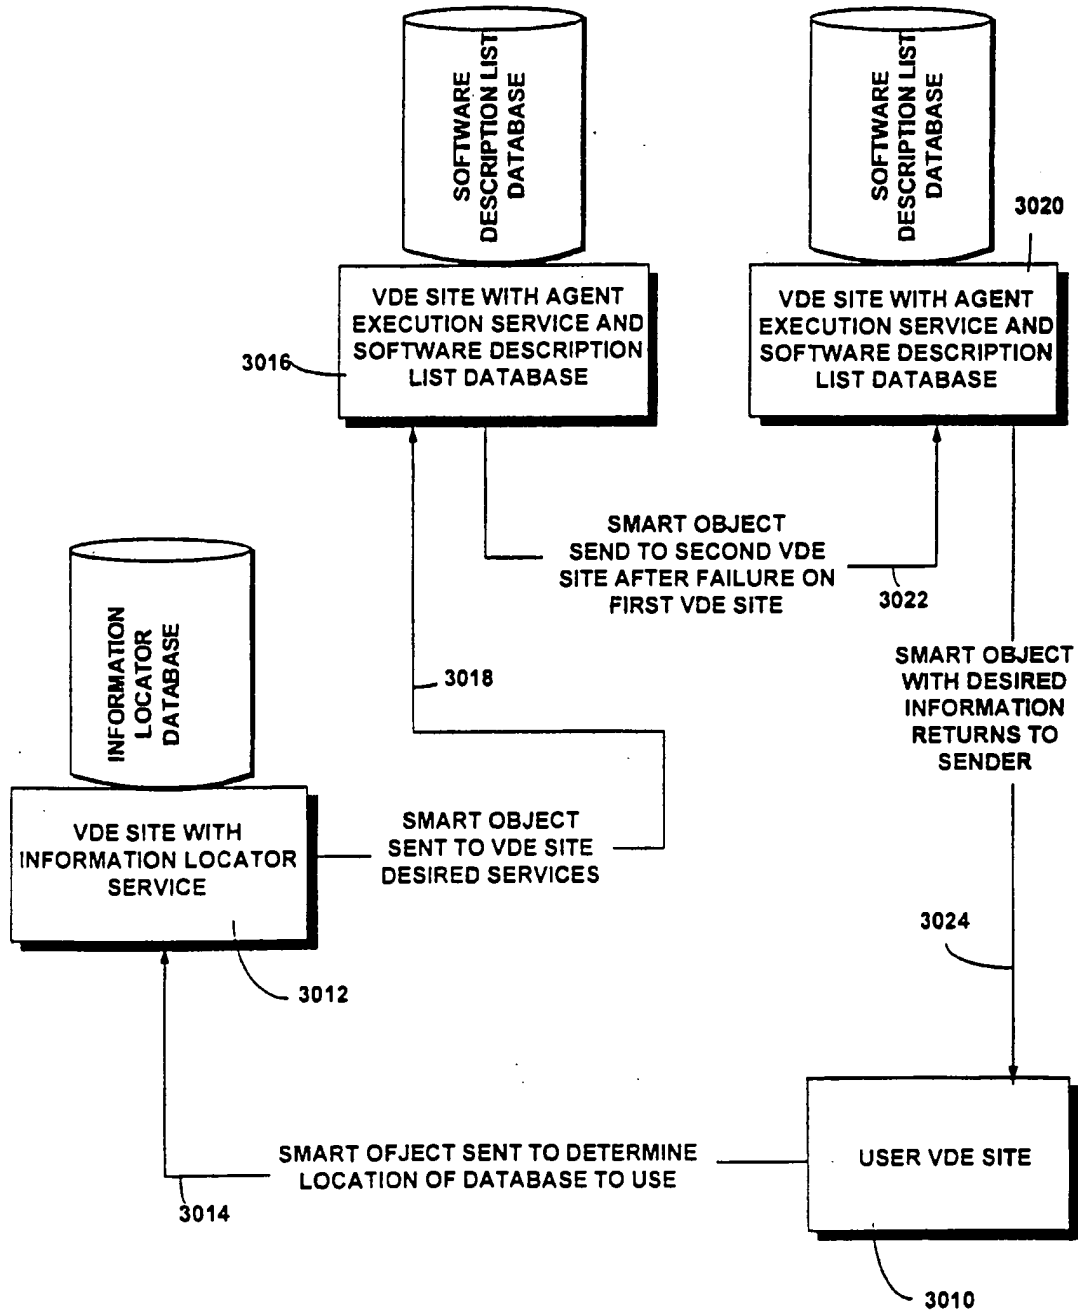 SOFTWARE
DESCRIPTION LIST
DATABASE
SOFTWARE
DESCRIPTION LIST
DATABASE
3020
VDE SITE WITH AGENT
EXECUTION SERVICE AND
SOFTWARE DESCRIPTION
LIST DATABASE
3016
VDE SITE WITH AGENT
EXECUTION SERVICE AND
SOFTWARE DESCRIPTION
LIST DATABASE
SMART OBJECT
SEND TO SECOND VDE
SITE AFTER FAILURE ON
FIRST VDE SITE
3022
INFORMATION
LOCATOR
DATABASE
3018
SMART OBJECT
WITH DESIRED
INFORMATION
RETURNS TO
SENDER
VDE SITE WITH
INFORMATION LOCATOR
SERVICE
SMART OBJECT
SENT TO VDE SITE
DESIRED SERVICES
3024
3012
SMART OFJECT SENT TO DETERMINE
LOCATION OF DATABASE TO USE
3014
USER VDE SITE
3010